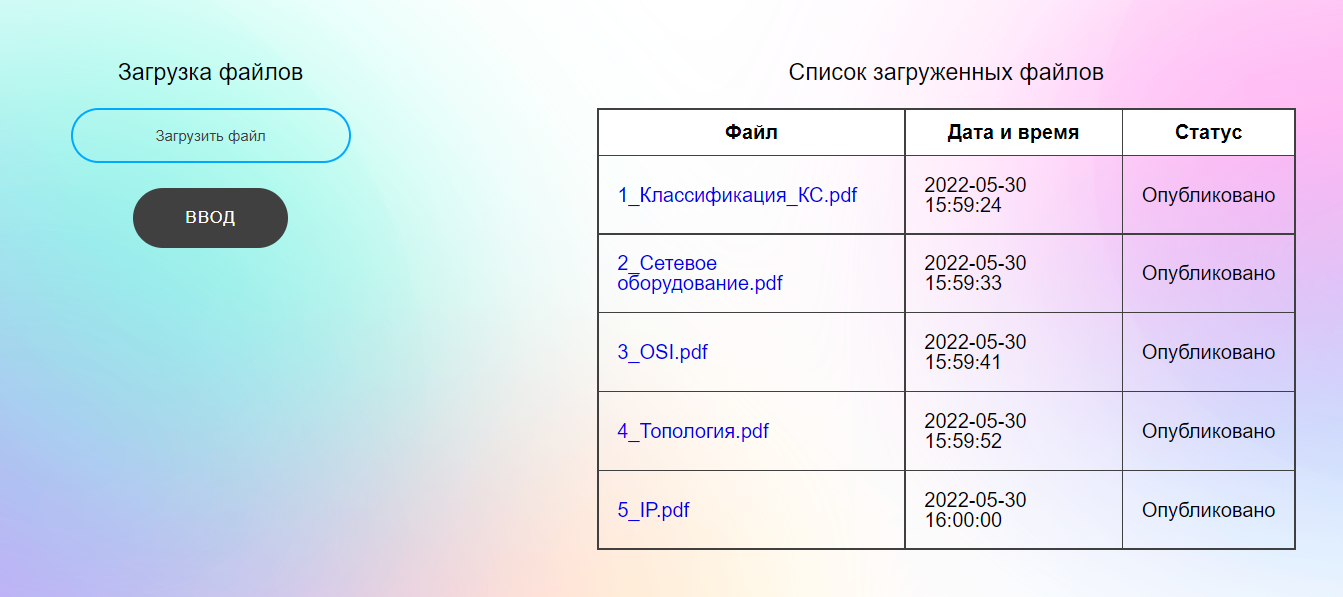 Загрузка файлов
Загрузить файл
ВВОД
Список загруженных файлов
Файл Дата и время Статус
1_Классификация_КС.pdf 2022-05-30 15:59:24 Опубликовано
2_Сетевое оборудование.pdf 2022-05-30 15:59:33 Опубликовано
3_OSI.pdf 2022-05-30 15:59:41 Опубликовано
4_Топология.pdf 2022-05-30 15:59:52 Опубликовано
5_IP.pdf 2022-05-30 16:00:00 Опубликовано